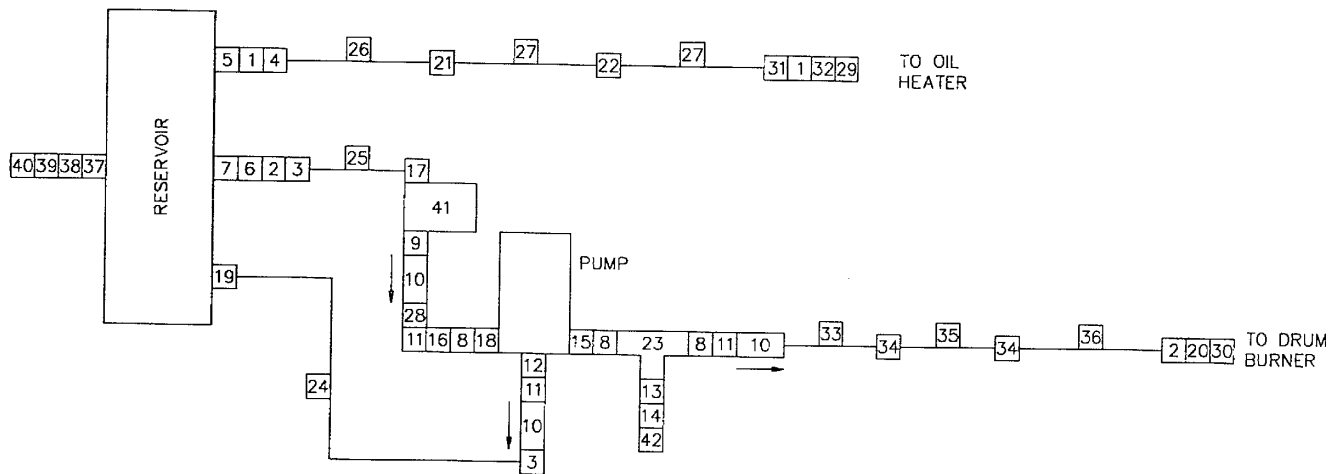 26
27
27
5 1 4
21
22
31 1 32 29
TO OIL
HEATER
RESERVOIR
40 39 38 37
7 6 2 3
25
17
41
9
PUMP
19
10
28
11 16 8 18
15 8 23 8 11 10
33
34
35
34
36
2 20 30
TO DRUM
BURNER
24
12
11
10
3
13
14
42